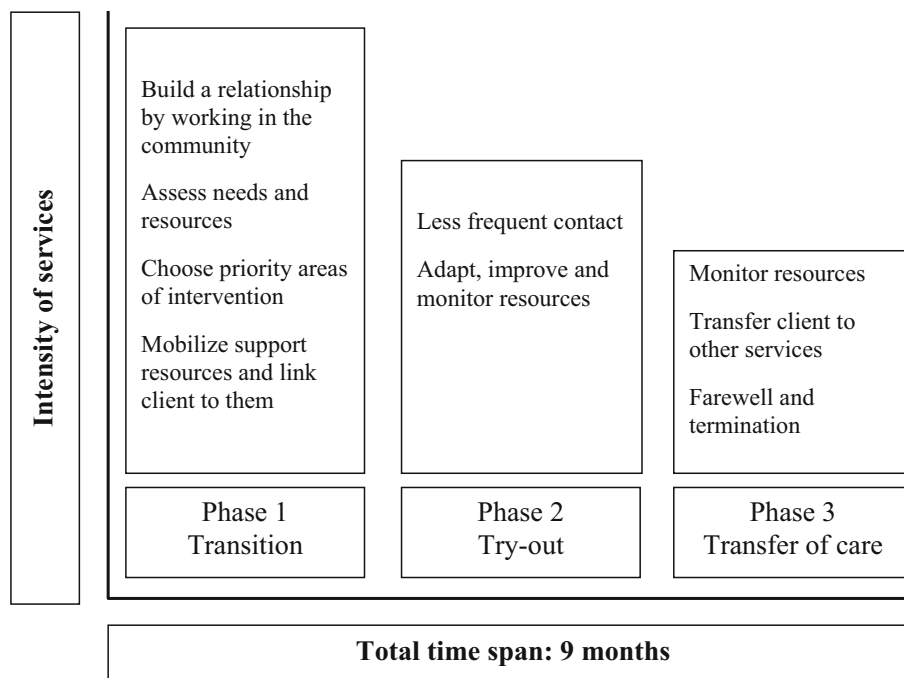 Intensity of services
Build a relationship
by working in the
community
Assess needs and
resources
Choose priority areas
of intervention
Mobilize support
resources and link
client to them
Less frequent contact
Adapt, improve and
monitor resources
Monitor resources
Transfer client to
other services
Farewell and
termination
Phase 1
Transition
Phase 2
Try-out
Phase 3
Transfer of care
Total time span: 9 months